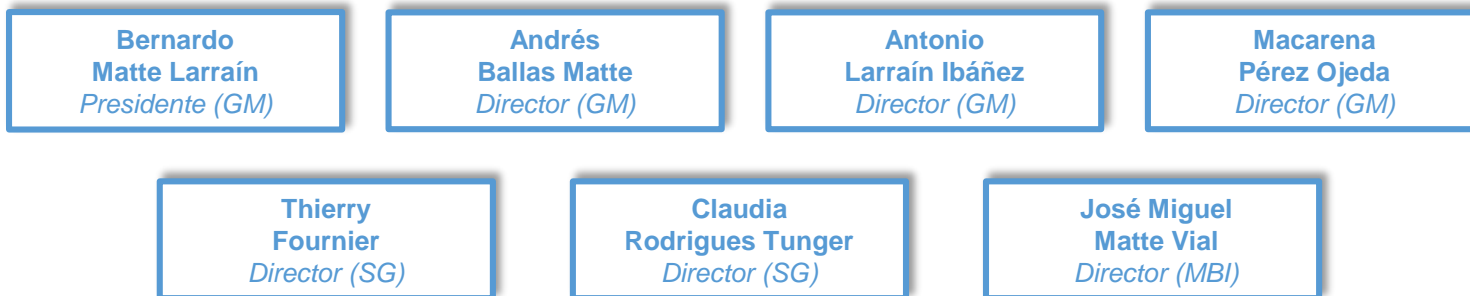 Bernardo
Matte Larraín
Presidente (GM)
Andrés
Ballas Matte
Director (GM)
Antonio
Larraín Ibáñez
Director (GM)
Macarena
Pérez Ojeda
Director (GM)
Thierry
Fournier
Director (SG)
Claudia
Rodrigues Tunger
Director (SG)
José Miguel
Matte Vial
Director (MBI)